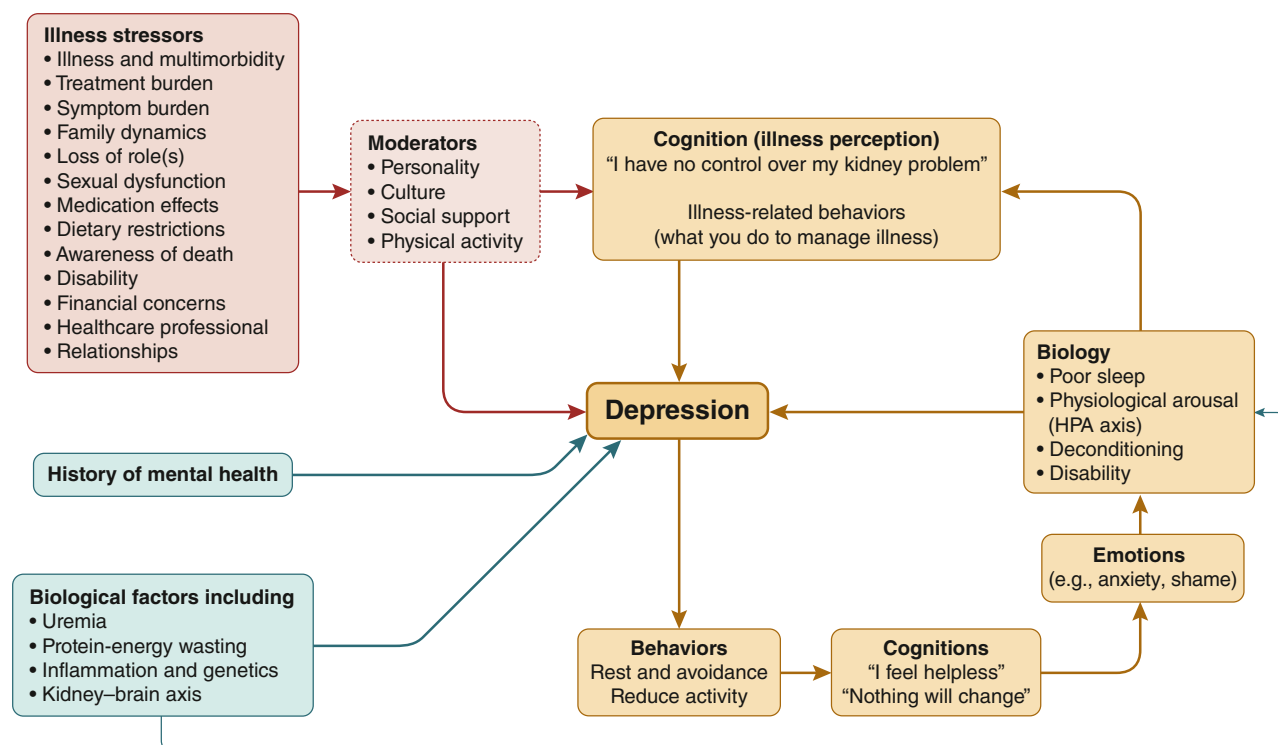 Illness stressors
• Illness and multimorbidity
• Treatment burden
• Symptom burden
• Family dynamics
• Loss of role(s)
• Sexual dysfunction
• Medication effects
• Dietary restrictions
• Awareness of death
• Disability
• Financial concerns
• Healthcare professional
• Relationships
Moderators
• Personality
• Culture
• Social support
• Physical activity
Cognition (illness perception)
“I have no control over my kidney problem”
Illness-related behaviors
(what you do to manage illness)
Biology
• Poor sleep
• Physiological arousal
(HPA axis)
• Deconditioning
• Disability
Depression
History of mental health
Emotions
(e.g., anxiety, shame)
Biological factors including
• Uremia
• Protein-energy wasting
• Inflammation and genetics
• Kidney–brain axis
Behaviors
Rest and avoidance
Reduce activity
Cognitions
“I feel helpless”
“Nothing will change”